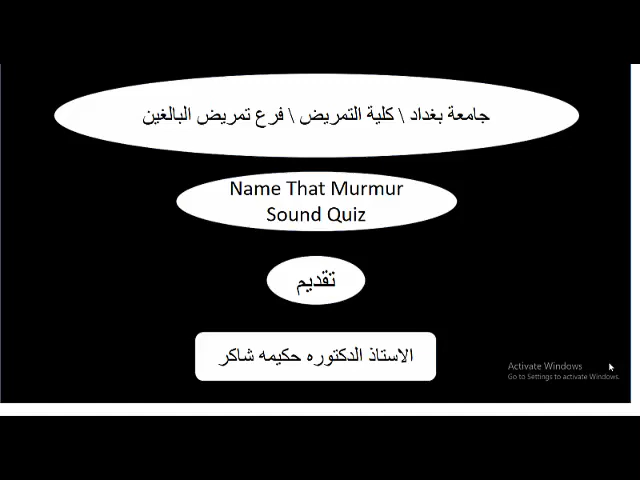 جامعة بغداد \ كلية التمريض \ فرع تمريض البالغين
Name That Murmur
Sound Quiz
تقديم
الاستاذ الدكتوره حكيمه شاكر
Activate Windows
Go to Settings to activate Windows.